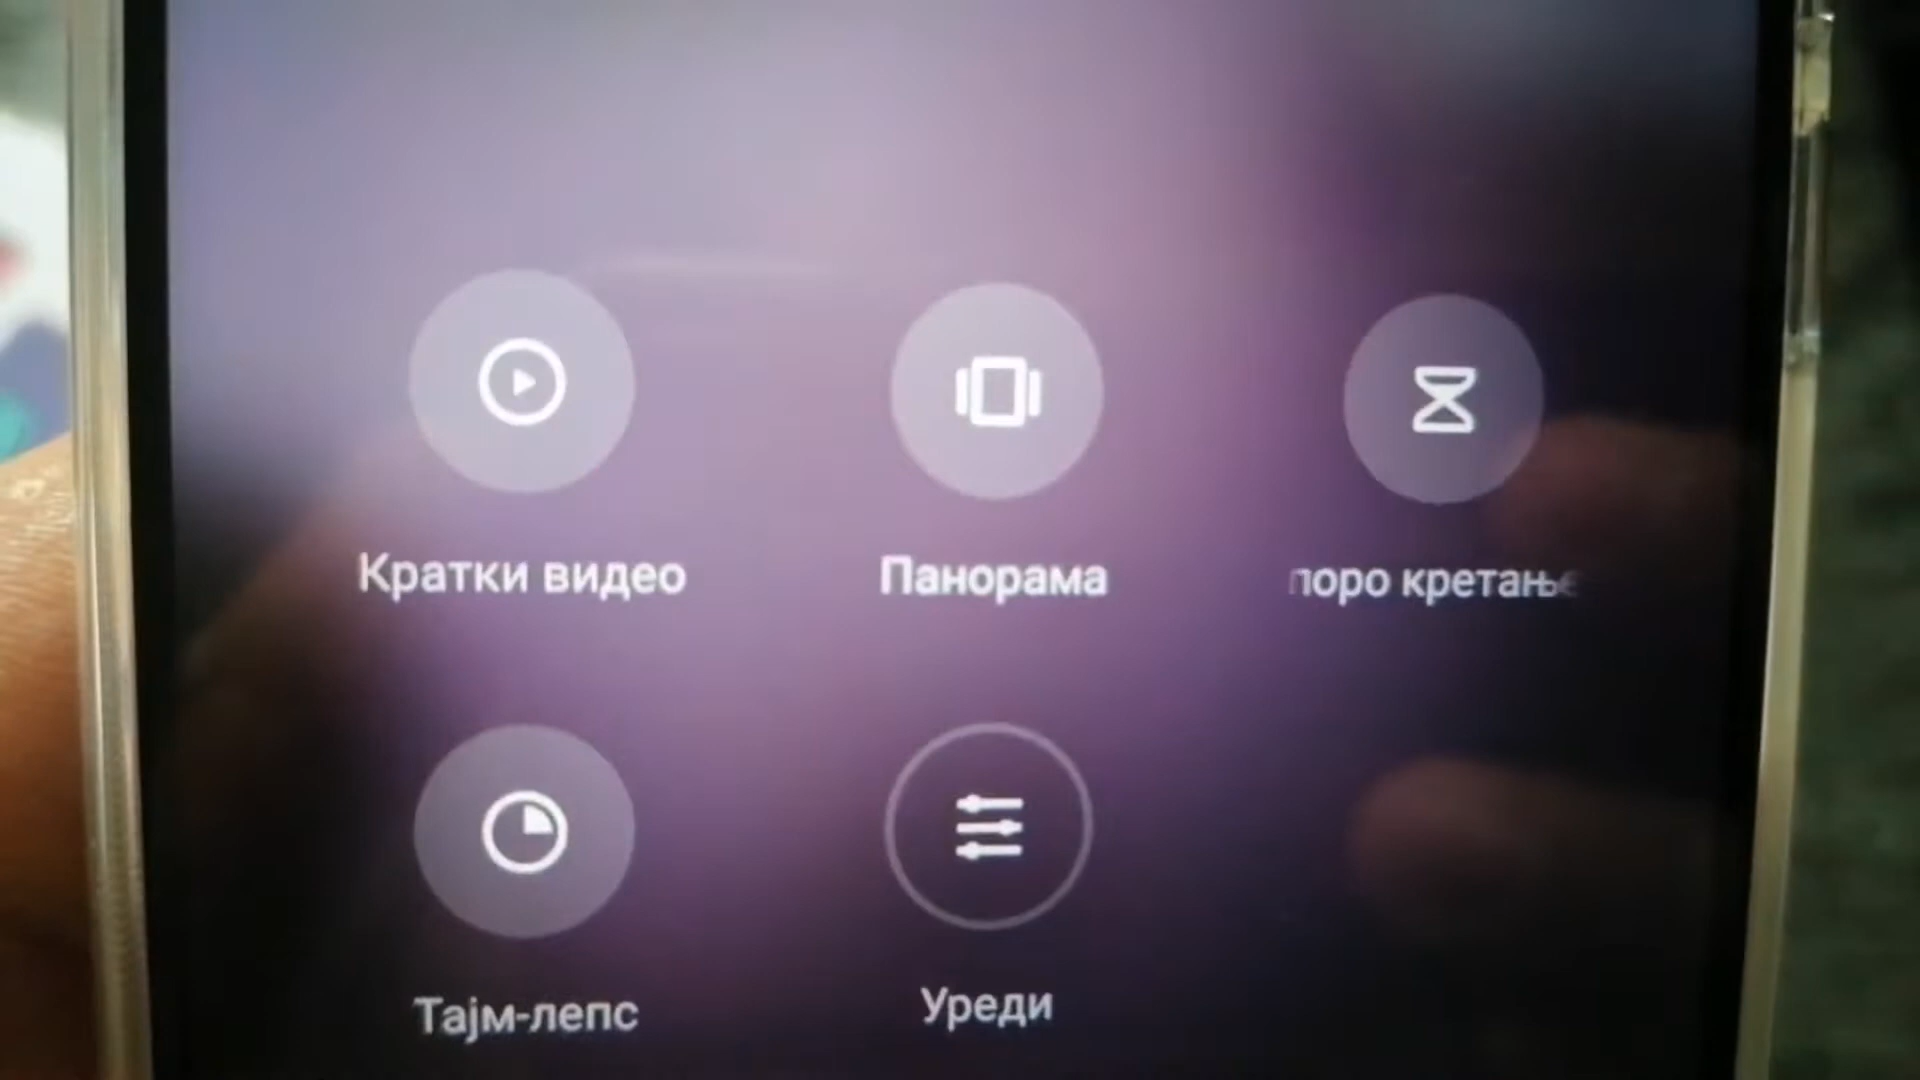 Кратки видео
Панорама
поро кретање
Тајм-лепс
Уреди